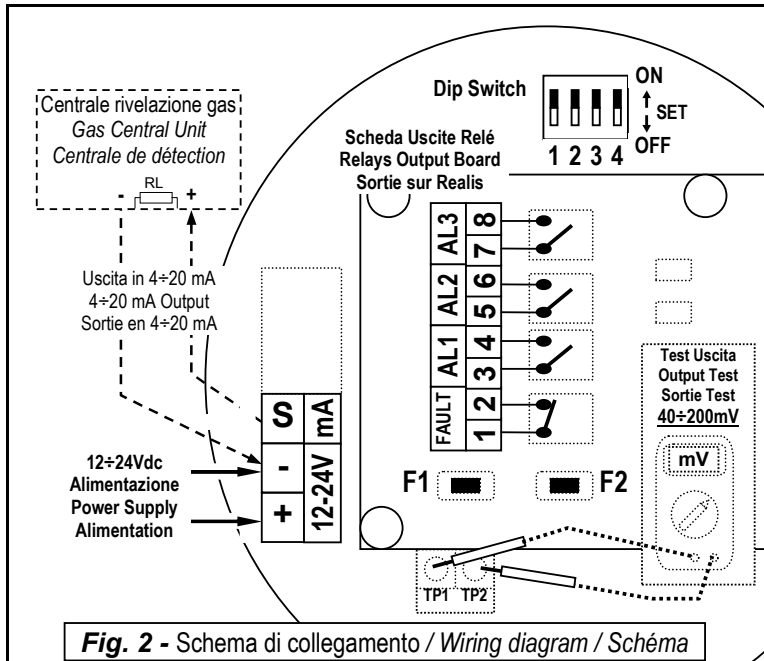 Dip Switch
ON
SET
OFF
1 2 3 4
Centrale rivelazione gas
Gas Central Unit
Centrale de détection
- RL +
Scheda Uscite Relé
Relays Output Board
Sortie sur Realis
Uscita in 4÷20 mA
4÷20 mA Output
Sortie en 4÷20 mA
AL3
8
7
AL2
6
5
AL1
4
3
FAULT
2
1
Test Uscita
Output Test
Sortie Test
40÷200mV
mV
S
mA
-
+
12-24V
12÷24Vdc
Alimentazione
Power Supply
Alimentation
F1
F2
TP1
TP2
Fig. 2 - Schema di collegamento / Wiring diagram / Schéma